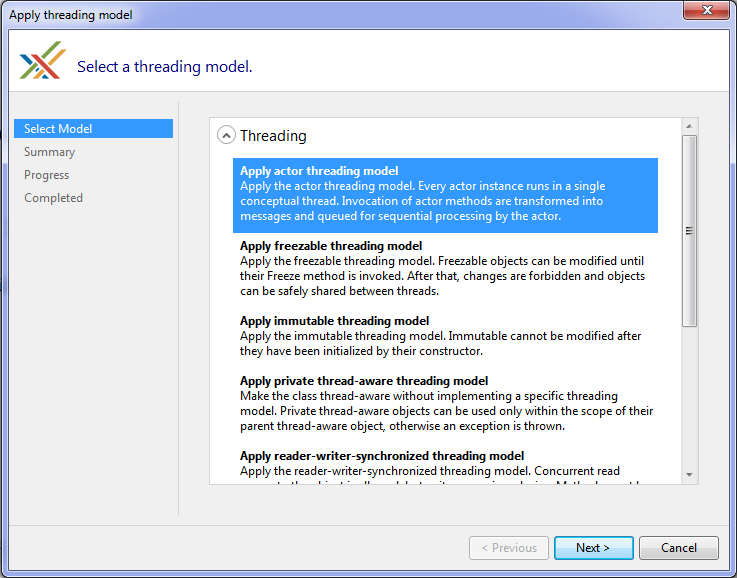 Apply threading model
Select a threading model.
Select Model
Summary
Progress
Completed
Threading
Apply actor threading model
Apply the actor threading model. Every actor instance runs in a single
conceptual thread. Invocation of actor methods are transformed into
messages and queued for sequential processing by the actor.
Apply freezable threading model
Apply the freezable threading model. Freezable objects can be modified until
their Freeze method is invoked. After that, changes are forbidden and objects
can be safely shared between threads.
Apply immutable threading model
Apply the immutable threading model. Immutable cannot be modified after
they have been initialized by their constructor.
Apply private thread-aware threading model
Make the class thread-aware without implementing a specific threading
model. Private thread-aware objects can be used only within the scope of their
parent thread-aware object, otherwise an exception is thrown.
Apply reader-writer-synchronized threading model
Apply the reader-writer-synchronized threading model. Concurrent read
< Previous
Next >
Cancel